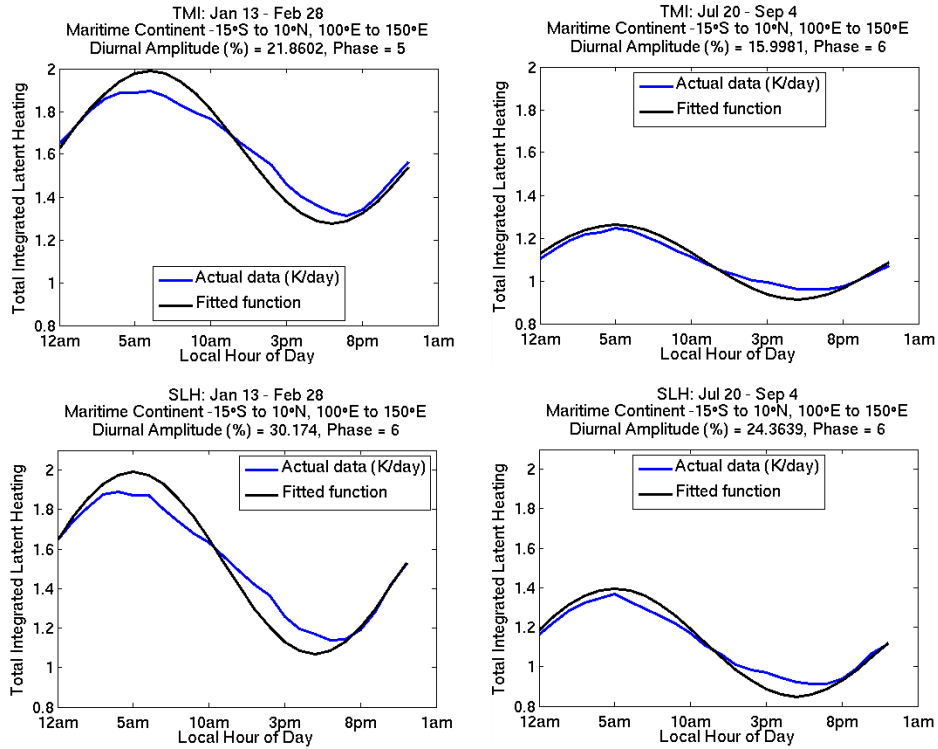 TMI: Jan 13 - Feb 28
Maritime Continent -15°S to 10°N, 100°E to 150°E
Diurnal Amplitude (%) = 21.8602, Phase = 5
Total Integrated Latent Heating
2
1.8
1.6
1.4
1.2
1
0.8
Actual data (K/day)
Fitted function
12am 5am 10am 3pm 8pm 1am
Local Hour of Day
TMI: Jul 20 - Sep 4
Maritime Continent -15°S to 10°N, 100°E to 150°E
Diurnal Amplitude (%) = 15.9981, Phase = 6
Total Integrated Latent Heating
2
1.8
1.6
1.4
1.2
1
0.8
Actual data (K/day)
Fitted function
12am 5am 10am 3pm 8pm 1am
Local Hour of Day
SLH: Jan 13 - Feb 28
Maritime Continent -15°S to 10°N, 100°E to 150°E
Diurnal Amplitude (%) = 30.174, Phase = 6
Total Integrated Latent Heating
2
1.8
1.6
1.4
1.2
1
0.8
Actual data (K/day)
Fitted function
12am 5am 10am 3pm 8pm 1am
Local Hour of Day
SLH: Jul 20 - Sep 4
Maritime Continent -15°S to 10°N, 100°E to 150°E
Diurnal Amplitude (%) = 24.3639, Phase = 6
Total Integrated Latent Heating
2
1.8
1.6
1.4
1.2
1
0.8
Actual data (K/day)
Fitted function
12am 5am 10am 3pm 8pm 1am
Local Hour of Day